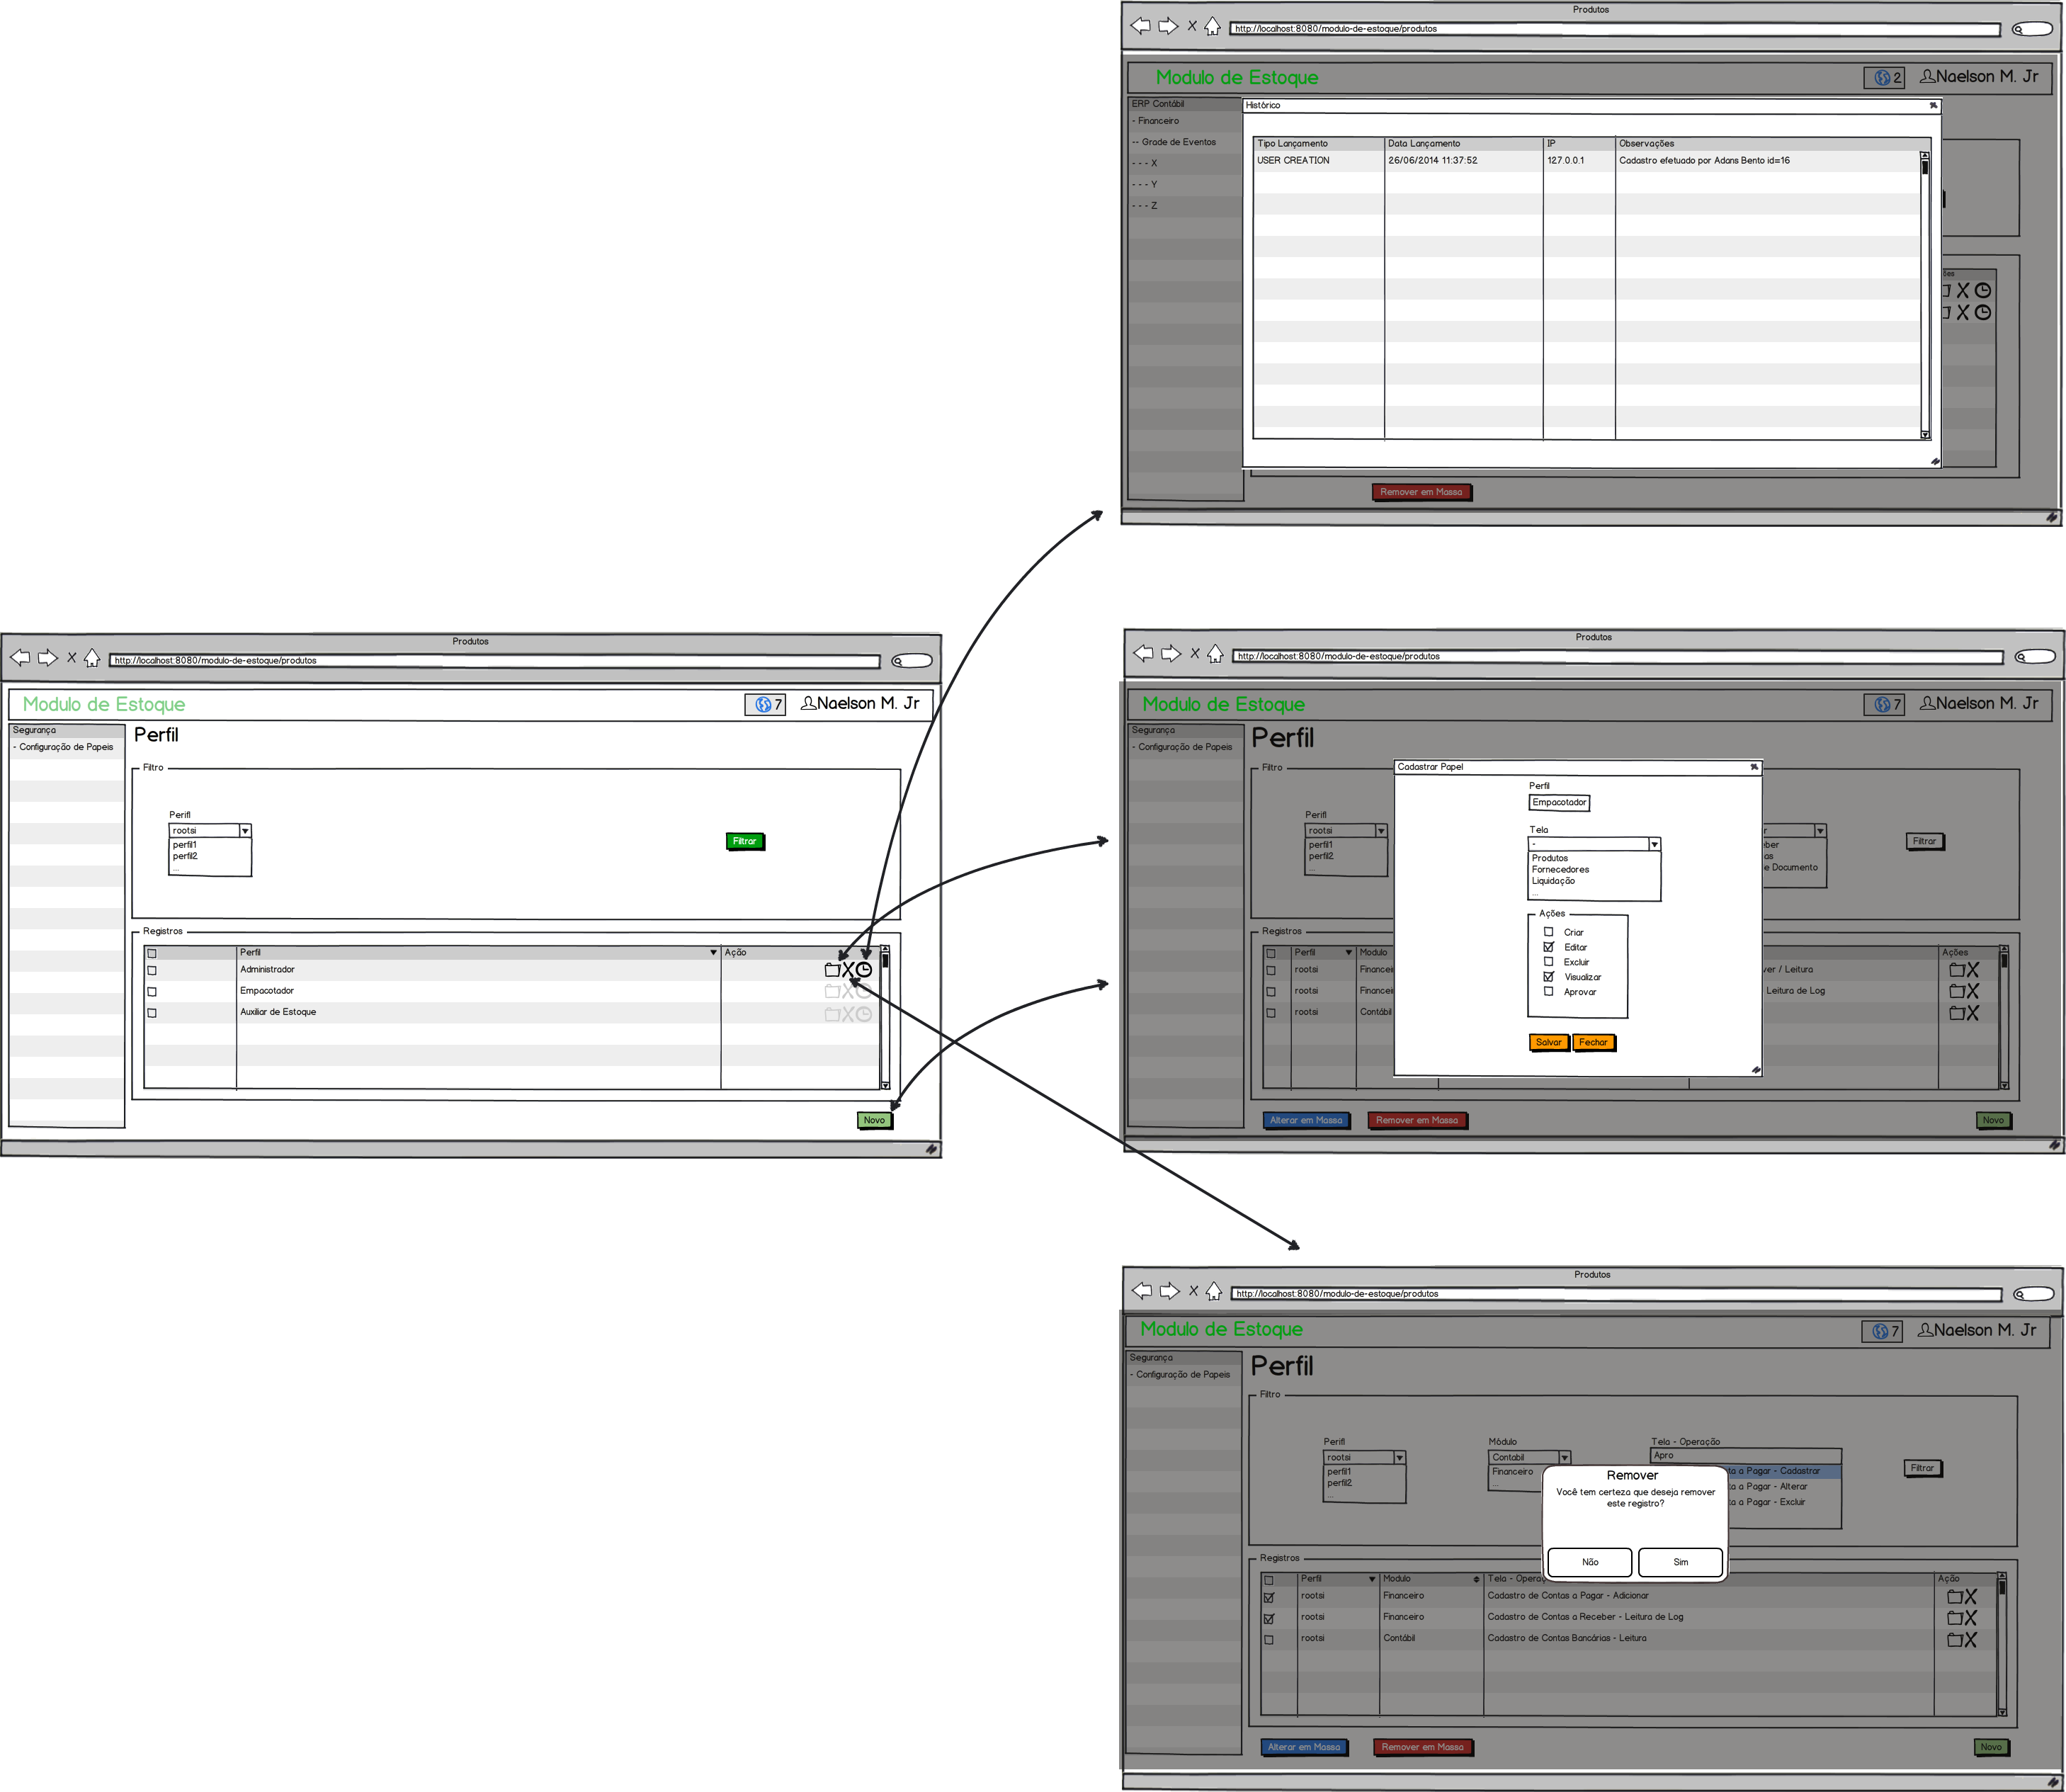 Produtos
http://localhost:8080/modulo-de-estoque/produtos
Modulo de Estoque
2
Naelson M. Jr
ERP Contábil
- Financeiro
-- Grade de Eventos
- - - X
- - - Y
- - - Z
Histórico
Tipo Lançamento Data Lançamento IP Observações
USER CREATION 26/06/2014 11:37:52 127.0.0.1 Cadastro efetuado por Adans Bento id=16
ões
Remover em Massa
Produtos
http://localhost:8080/modulo-de-estoque/produtos
Modulo de Estoque
7
Naelson M. Jr
Segurança
- Configuração de Papeis
Perfil
Filtro
Perifl
rootsi
perfil1
perfil2
...
Filtrar
Registros
Perfil Ação
Administrador
Empacotador
Auxiliar de Estoque
Novo
Produtos
http://localhost:8080/modulo-de-estoque/produtos
Modulo de Estoque
7
Naelson M. Jr
Segurança
- Configuração de Papeis
Perfil
Filtro
Perifl
rootsi
perfil1
perfil2
...
r
ber
as
e Documento
Filtrar
Cadastrar Papel
Perfil
Empacotador
Tela
-
Produtos
Fornecedores
Liquidação
...
Ações
Criar
Editar
Excluir
Visualizar
Aprovar
Salvar Fechar
Registros
Perfil Modulo Ações
rootsi Financei ver / Leitura
rootsi Financei Leitura de Log
rootsi Contábil
Alterar em Massa Remover em Massa Novo
Produtos
http://localhost:8080/modulo-de-estoque/produtos
Modulo de Estoque
7
Naelson M. Jr
Segurança
- Configuração de Papeis
Perfil
Filtro
Perifl
rootsi
perfil1
perfil2
...
Módulo
Contabil
Financeiro
...
Tela - Operação
Apro
ta a Pagar - Cadastrar
ta a Pagar - Alterar
ta a Pagar - Excluir
Filtrar
Remover
Você tem certeza que deseja remover
este registro?
Não Sim
Registros
Perfil Modulo Tela - Operaç Ação
rootsi Financeiro Cadastro de Contas a Pagar - Adicionar
rootsi Financeiro Cadastro de Contas a Receber - Leitura de Log
rootsi Contábil Cadastro de Contas Bancárias - Leitura
Alterar em Massa Remover em Massa Novo